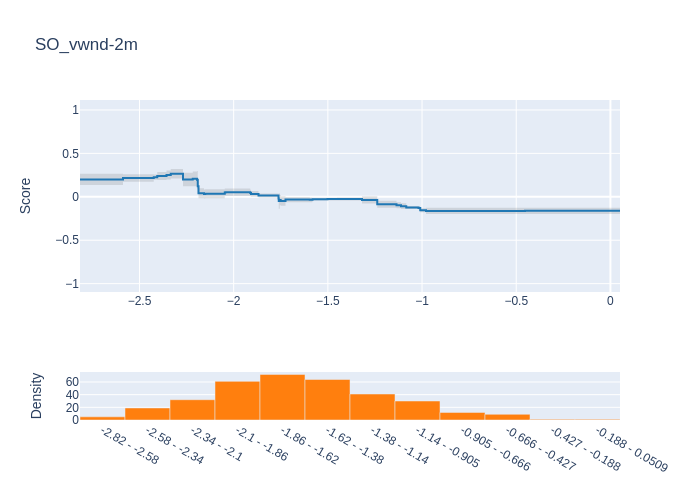 SO_vwnd-2m
Score
1
0.5
0
−0.5
−1
−2.5
−2
−1.5
−1
−0.5
0
Density
60
40
20
0
-2.82 - -2.58
-2.58 - -2.34
-2.34 - -2.1
-2.1 - -1.86
-1.86 - -1.62
-1.62 - -1.38
-1.38 - -1.14
-1.14 - -0.905
-0.905 - -0.666
-0.666 - -0.427
-0.427 - -0.188
-0.188 - 0.0509